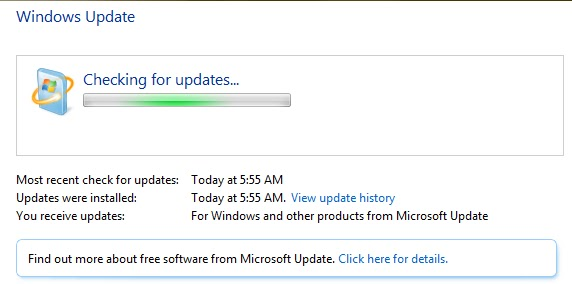 Windows Update
Checking for updates...
Most recent check for updates: Today at 5:55 AM
Updates were installed: Today at 5:55 AM. View update history
You receive updates: For Windows and other products from Microsoft Update
Find out more about free software from Microsoft Update. Click here for details.